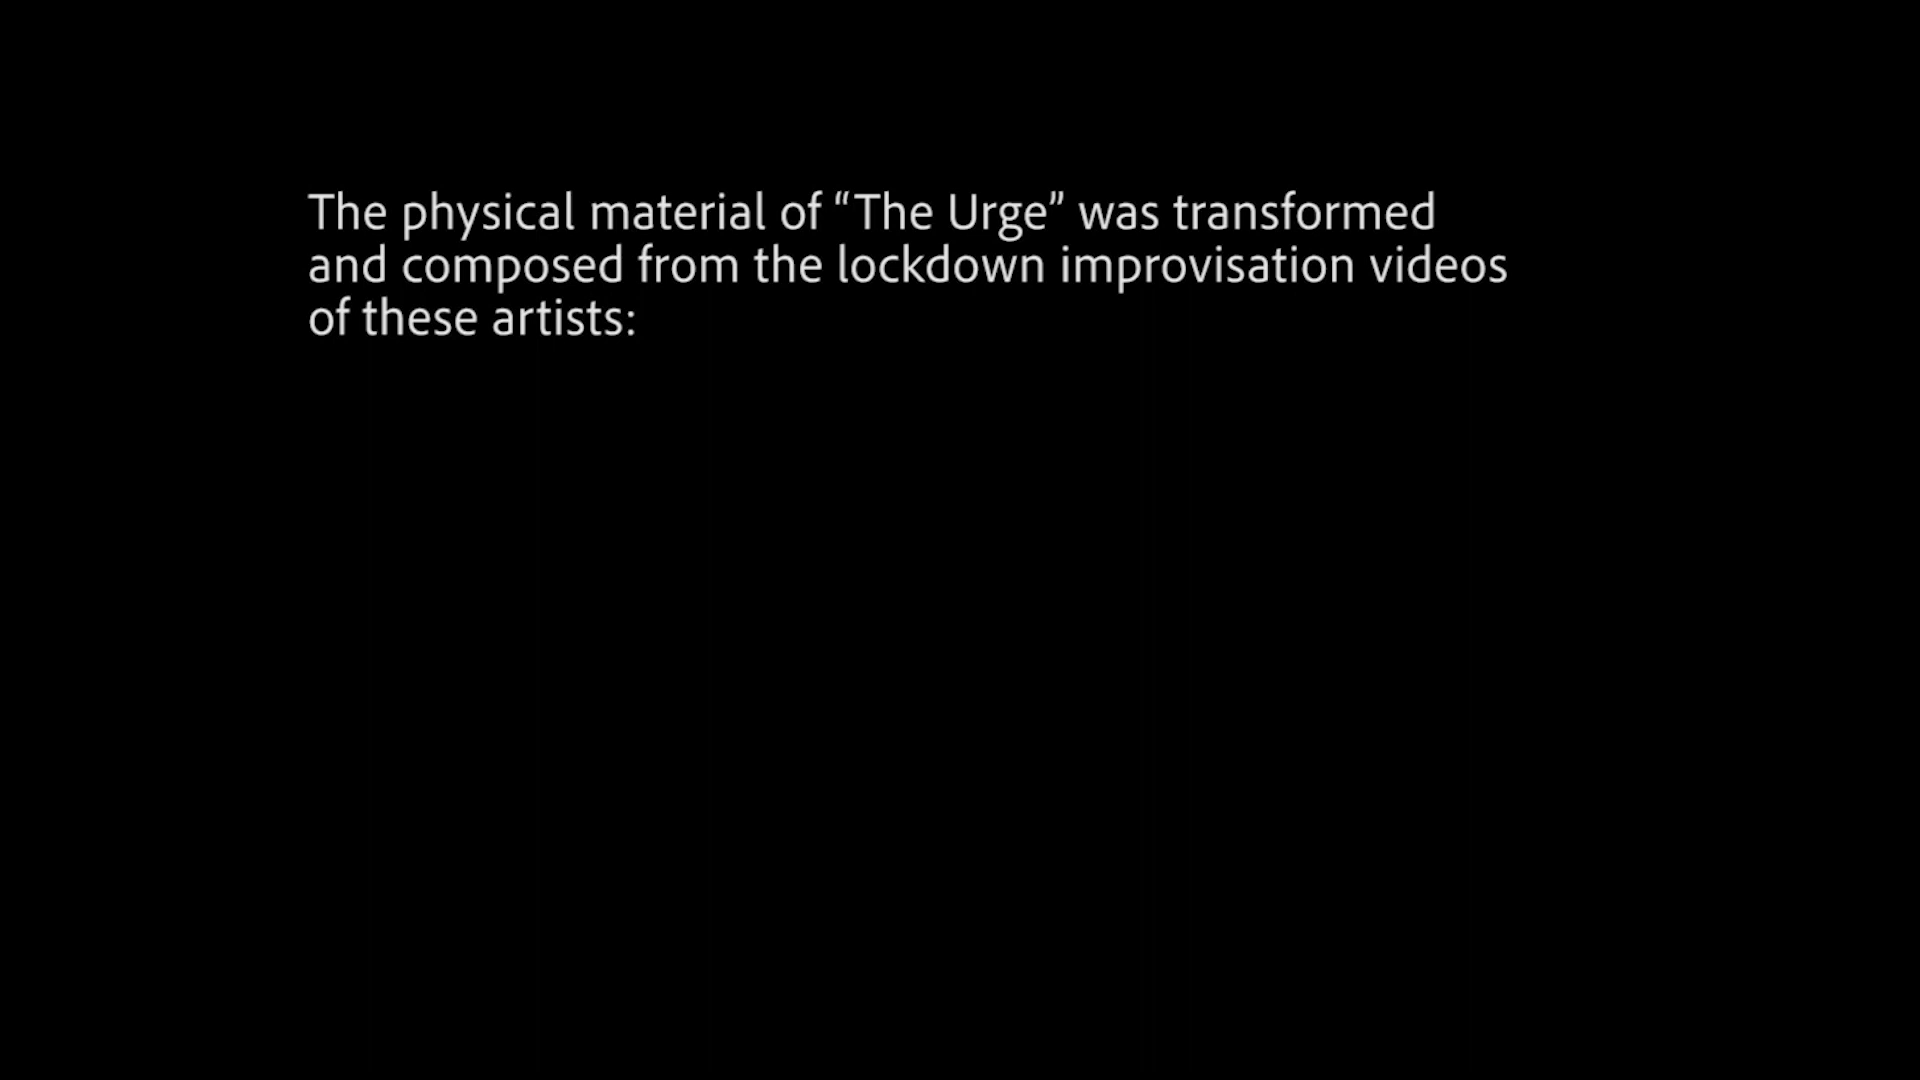 The physical material of “The Urge” was transformed
and composed from the lockdown improvisation videos
of these artists: